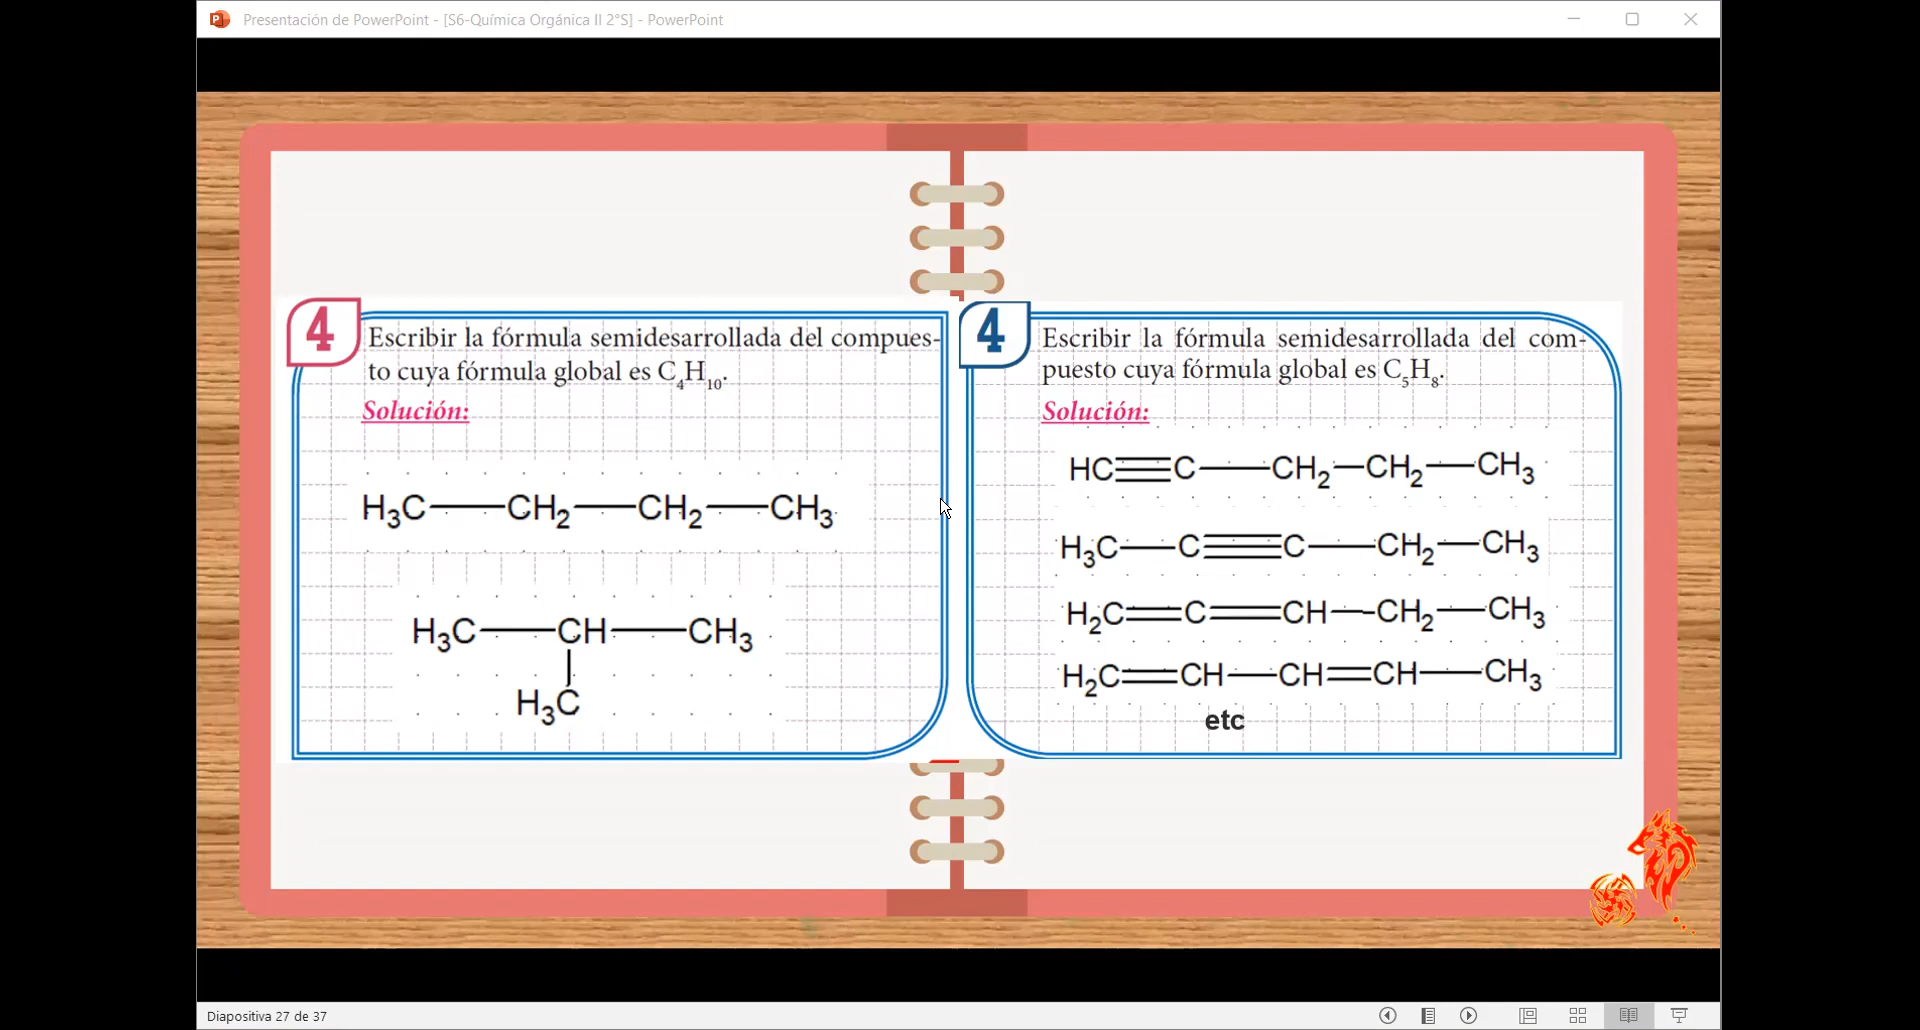 Presentación de PowerPoint - [S6-Química Orgánica II 2°S] - PowerPoint
4
Escribir la fórmula semidesarrollada del compues-
to cuya fórmula global es C₄H₁₀.
Solución:
H₃C—CH₂—CH₂—CH₃
H₃C—CH—CH₃
|
H₃C
4
Escribir la fórmula semidesarrollada del com-
puesto cuya fórmula global es C₅H₈.
Solución:
HC≡C—CH₂—CH₂—CH₃
H₃C—C≡C—CH₂—CH₃
H₂C=C=CH—CH₂—CH₃
H₂C=CH—CH=CH—CH₃
etc
Diapositiva 27 de 37